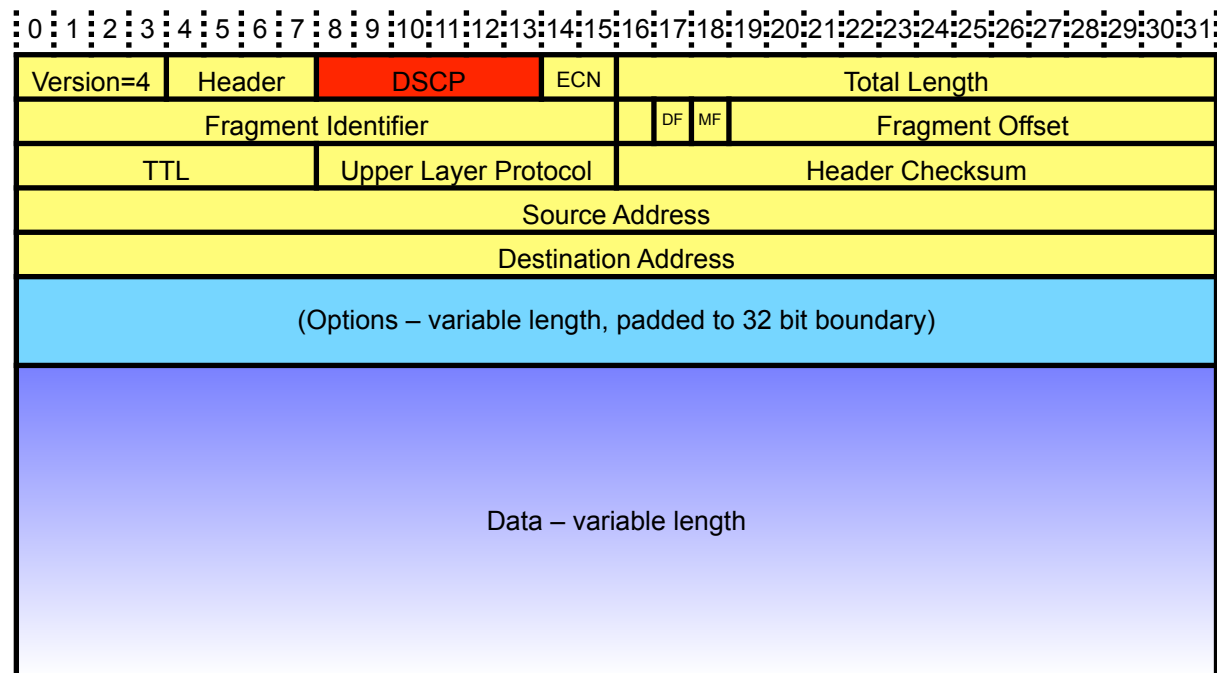 0 1 2 3 4 5 6 7 8 9 10 11 12 13 14 15 16 17 18 19 20 21 22 23 24 25 26 27 28 29 30 31
Version=4 Header DSCP ECN Total Length
Fragment Identifier DF MF Fragment Offset
TTL Upper Layer Protocol Header Checksum
Source Address
Destination Address
(Options – variable length, padded to 32 bit boundary)
Data – variable length